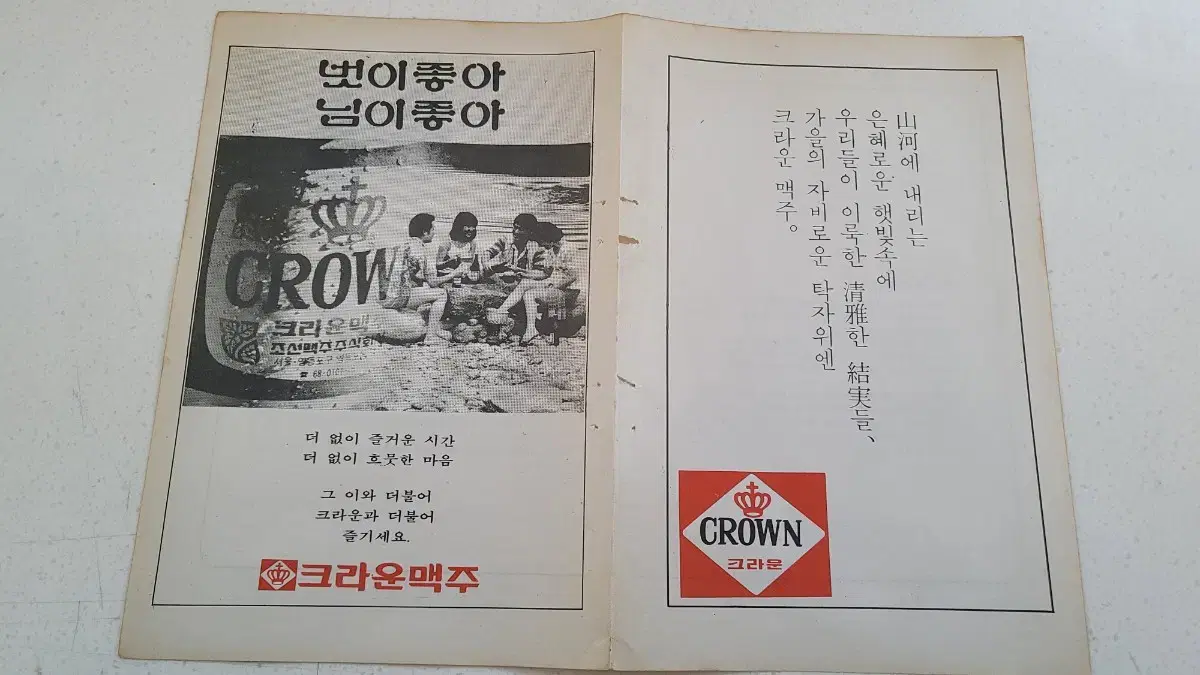 벗이좋아
님이좋아
CROW
크라운맥
조선맥주주식회
☎ 68-01
더 없이 즐거운 시간
더 없이 흐뭇한 마음
그 이와 더불어
크라운과 더불어
즐기세요.
크라운맥주
山河에 내리는
은혜로운 햇빛속에
우리들이 이룩한 清雅한 結実들、
가을의 자비로운 탁자위엔
크라운 맥주。
CROWN
크라운